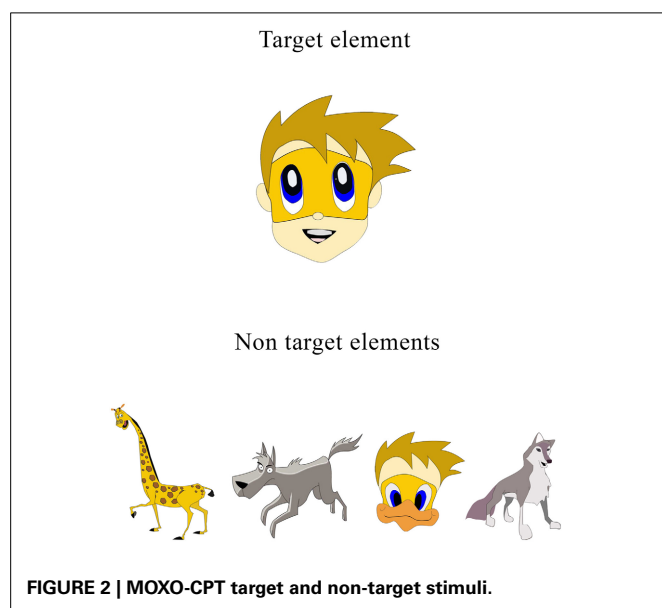 Target element
Non target elements
FIGURE 2 | MOXO-CPT target and non-target stimuli.